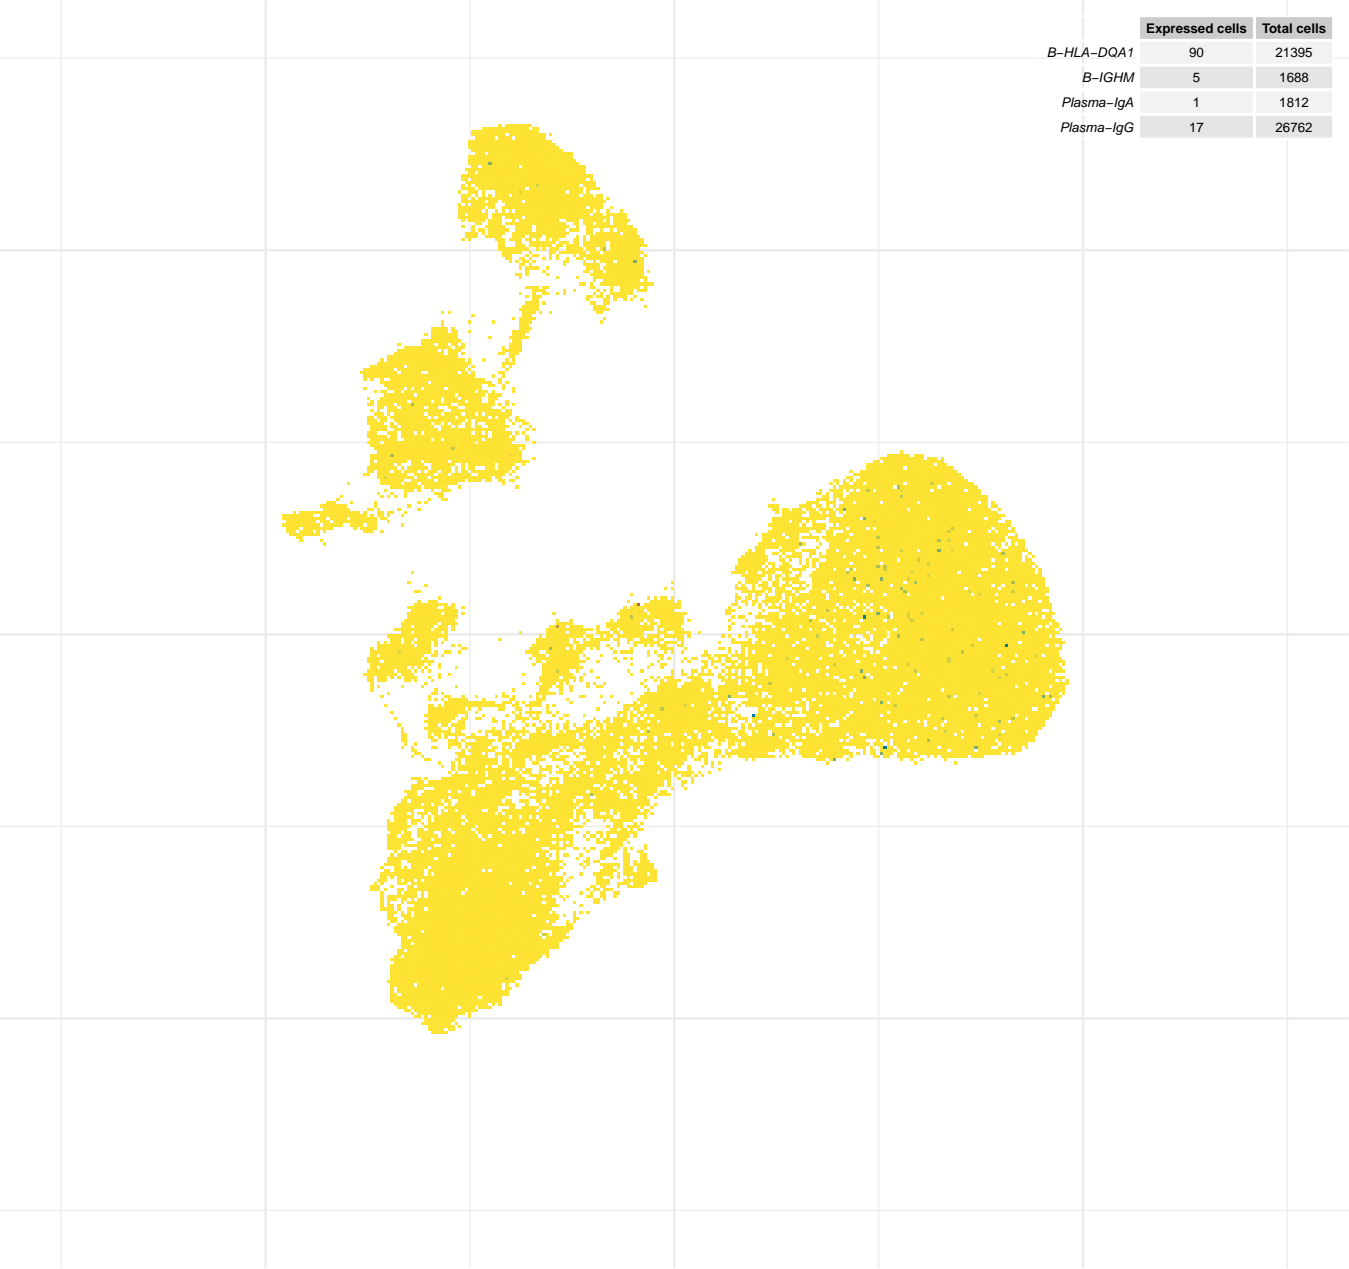 Expressed cells Total cells
B−HLA−DQA1 90 21395
B−IGHM 5 1688
Plasma−IgA 1 1812
Plasma−IgG 17 26762